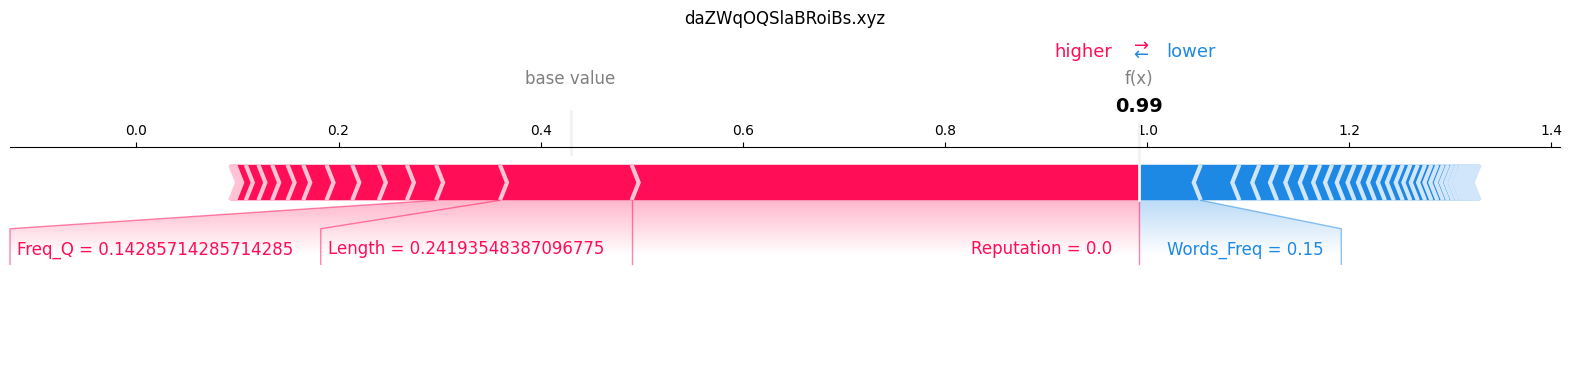 daZWqOQSlaBRoiBs.xyz
higher ⇄ lower
base value f(x)
0.99
0.0 0.2 0.4 0.6 0.8 1.0 1.2 1.4
Freq_Q = 0.14285714285714285 Length = 0.24193548387096775 Reputation = 0.0 Words_Freq = 0.15